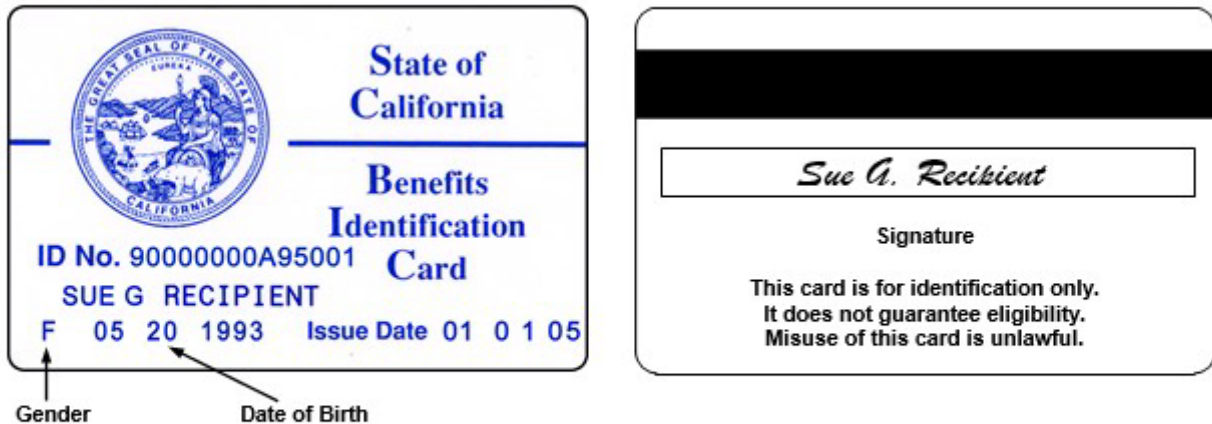 THE GREAT SEAL OF THE STATE OF CALIFORNIA
EUREKA
State of
California
Benefits
Identification
Card
ID No. 90000000A95001
SUE G RECIPIENT
F 05 20 1993 Issue Date 01 0 1 05
Gender Date of Birth
Sue G. Recipient
Signature
This card is for identification only.
It does not guarantee eligibility.
Misuse of this card is unlawful.